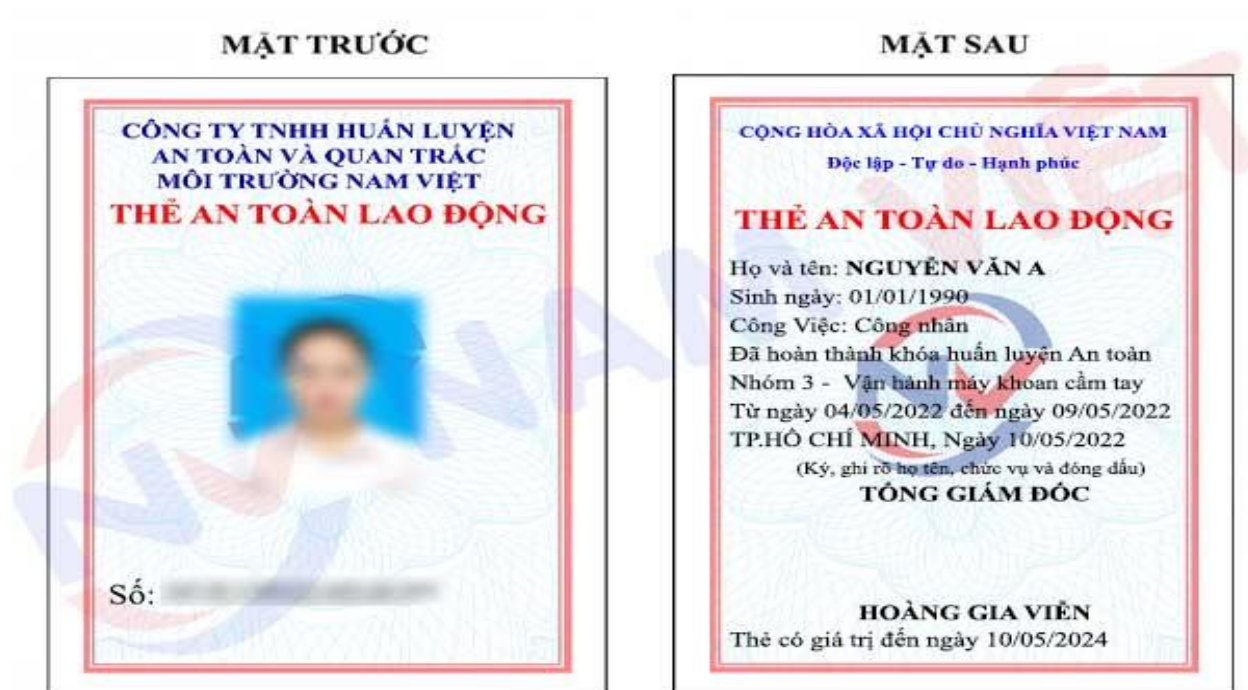 MẶT TRƯỚC
CÔNG TY TNHH HUẤN LUYỆN
AN TOÀN VÀ QUAN TRẮC
MÔI TRƯỜNG NAM VIỆT
THẺ AN TOÀN LAO ĐỘNG
Số:
MẶT SAU
CỘNG HÒA XÃ HỘI CHỦ NGHĨA VIỆT NAM
Độc lập - Tự do - Hạnh phúc
THẺ AN TOÀN LAO ĐỘNG
Họ và tên: NGUYỄN VĂN A
Sinh ngày: 01/01/1990
Công Việc: Công nhân
Đã hoàn thành khóa huấn luyện An toàn
Nhóm 3 - Vận hành máy khoan cầm tay
Từ ngày 04/05/2022 đến ngày 09/05/2022
TP.HỒ CHÍ MINH, Ngày 10/05/2022
(Ký, ghi rõ họ tên, chức vụ và đóng dấu)
TỔNG GIÁM ĐỐC
HOÀNG GIA VIÊN
Thẻ có giá trị đến ngày 10/05/2024
NV NAM VIỆT
NV